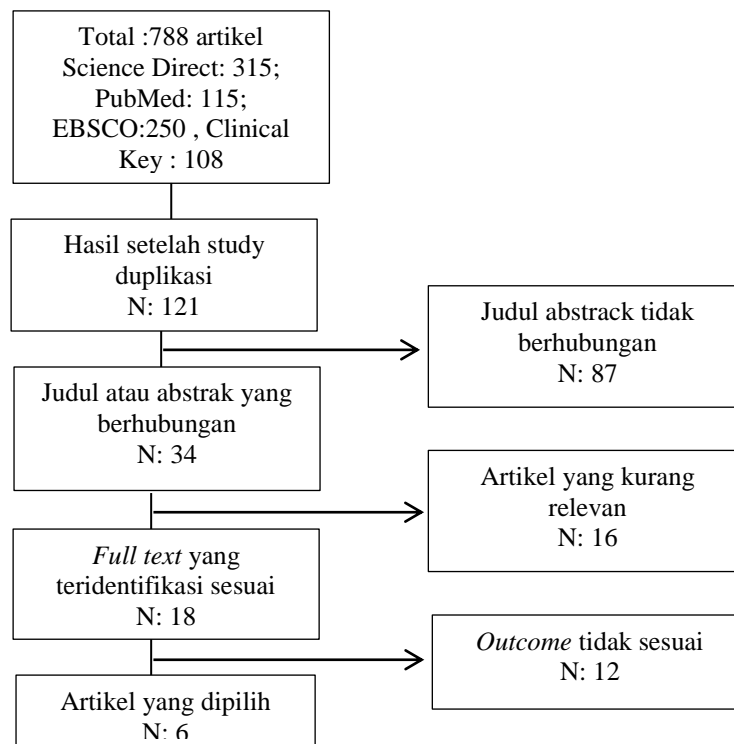 Total :788 artikel
Science Direct: 315;
PubMed: 115;
EBSCO:250 , Clinical
Key : 108
Hasil setelah study
duplikasi
N: 121
Judul abstrack tidak
berhubungan
N: 87
Judul atau abstrak yang
berhubungan
N: 34
Artikel yang kurang
relevan
N: 16
Full text yang
teridentifikasi sesuai
N: 18
Outcome tidak sesuai
N: 12
Artikel yang dipilih
N: 6